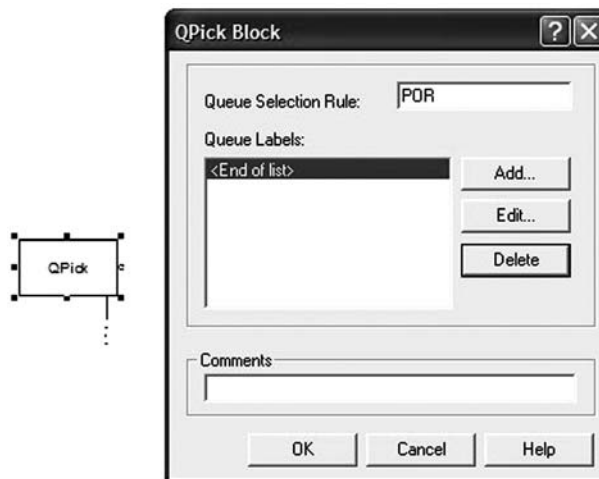 QPick Block
Queue Selection Rule: POR
Queue Labels:
<End of list>
Add...
Edit...
Delete
QPick
Comments
OK Cancel Help